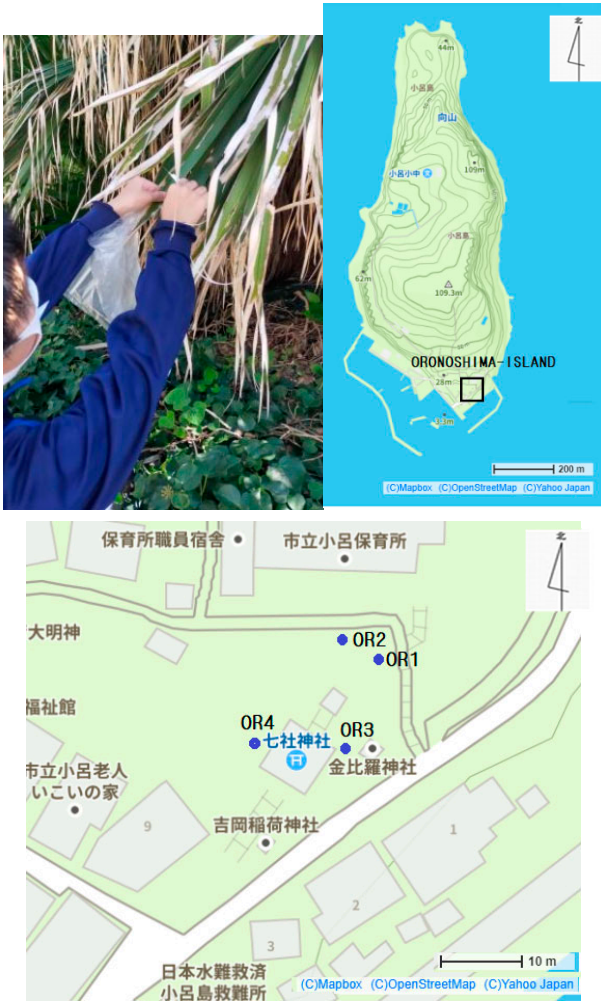 北
44m
小呂島
向山
109m
小呂小中
文
小呂島
62m
109.3m
ORONOSHIMA-ISLAND
28m
3.3m
200 m
(C)Mapbox (C)OpenStreetMap (C)Yahoo Japan
保育所職員宿舎
市立小呂保育所
北
大明神
OR2
OR1
福祉館
OR4
OR3
七社神社
金比羅神社
市立小呂老人
いこいの家
9
吉岡稲荷神社
1
2
3
10 m
日本水難救済
小呂島救難所
(C)Mapbox (C)OpenStreetMap (C)Yahoo Japan